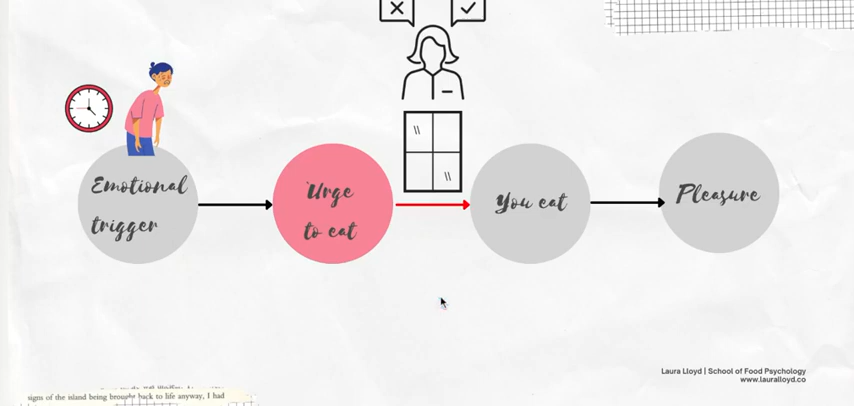 Emotional
trigger
Urge
to eat
You eat
Pleasure
Laura Lloyd | School of Food Psychology
www.lauralloyd.co
signs of the island being brought back to life anyway, I had